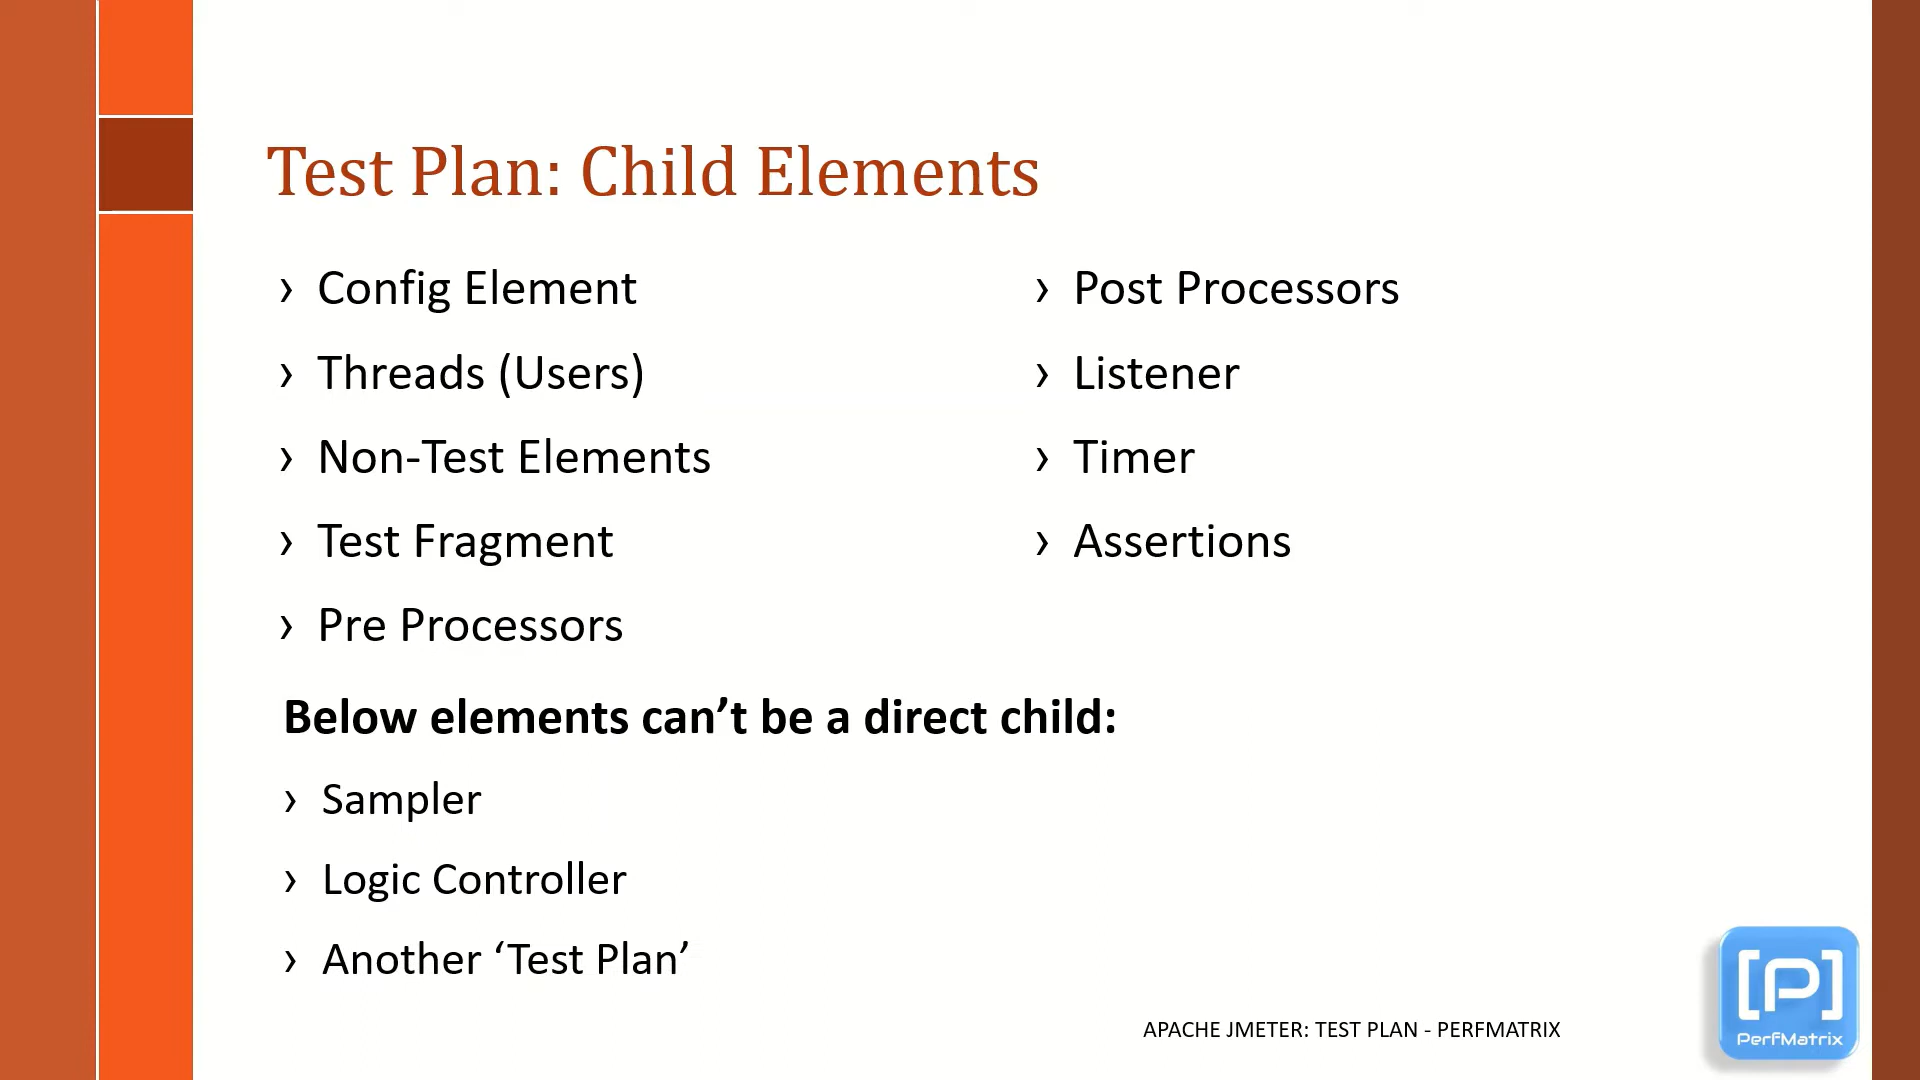 Test Plan: Child Elements
› Config Element
› Threads (Users)
› Non-Test Elements
› Test Fragment
› Pre Processors
› Post Processors
› Listener
› Timer
› Assertions
Below elements can’t be a direct child:
› Sampler
› Logic Controller
› Another ‘Test Plan’
APACHE JMETER: TEST PLAN - PERFMATRIX
[P]
PerfMatrix